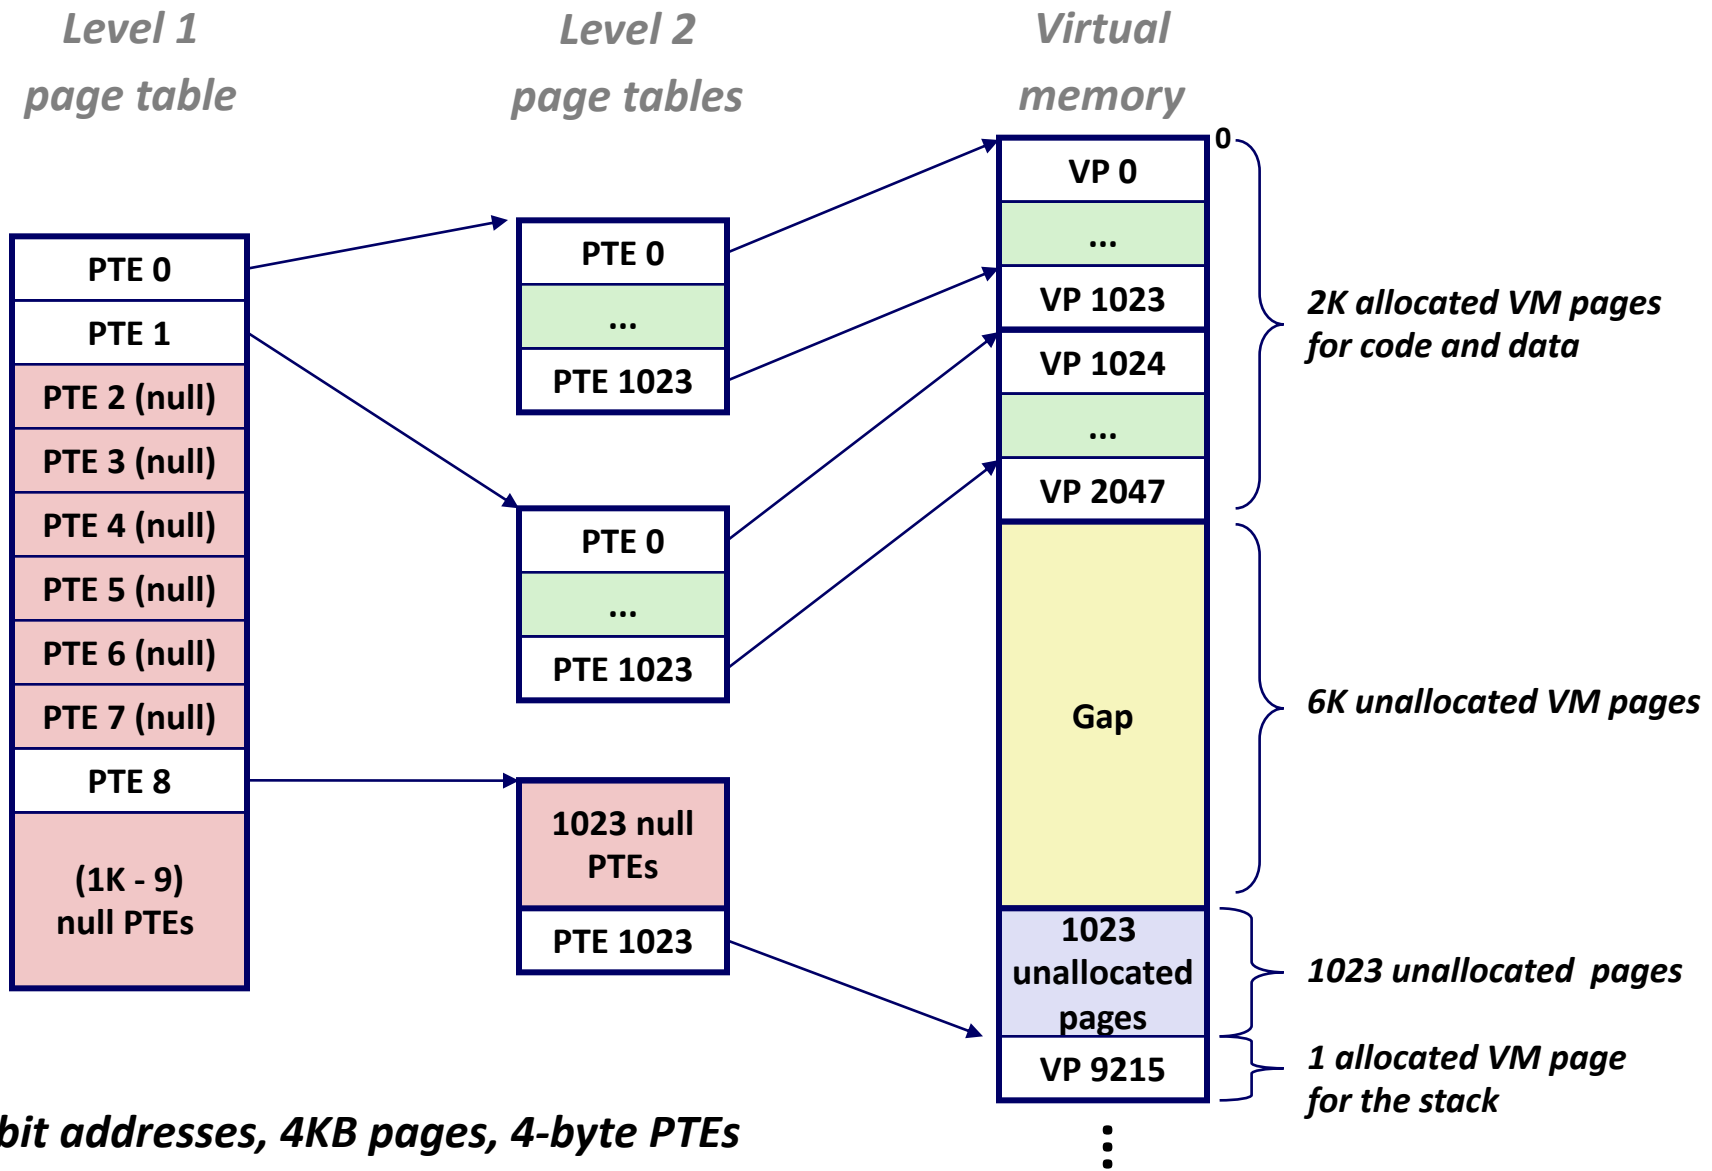 Level 1
page table
Level 2
page tables
Virtual
memory
PTE 0
PTE 1
PTE 2 (null)
PTE 3 (null)
PTE 4 (null)
PTE 5 (null)
PTE 6 (null)
PTE 7 (null)
PTE 8
(1K - 9)
null PTEs
PTE 0
...
PTE 1023
PTE 0
...
PTE 1023
1023 null
PTEs
PTE 1023
0
VP 0
...
VP 1023
VP 1024
...
VP 2047
Gap
1023
unallocated
pages
VP 9215
⋮
2K allocated VM pages
for code and data
6K unallocated VM pages
1023 unallocated pages
1 allocated VM page
for the stack
bit addresses, 4KB pages, 4-byte PTEs